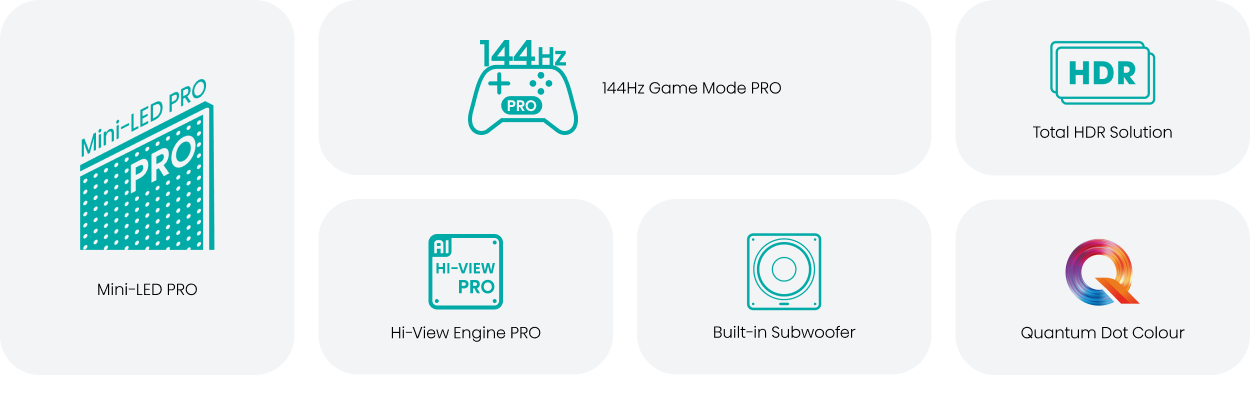 Mini-LED PRO
PRO
Mini-LED PRO
144Hz
PRO
144Hz Game Mode PRO
HDR
Total HDR Solution
AI
HI-VIEW
PRO
Hi-View Engine PRO
Built-in Subwoofer
Q
Quantum Dot Colour